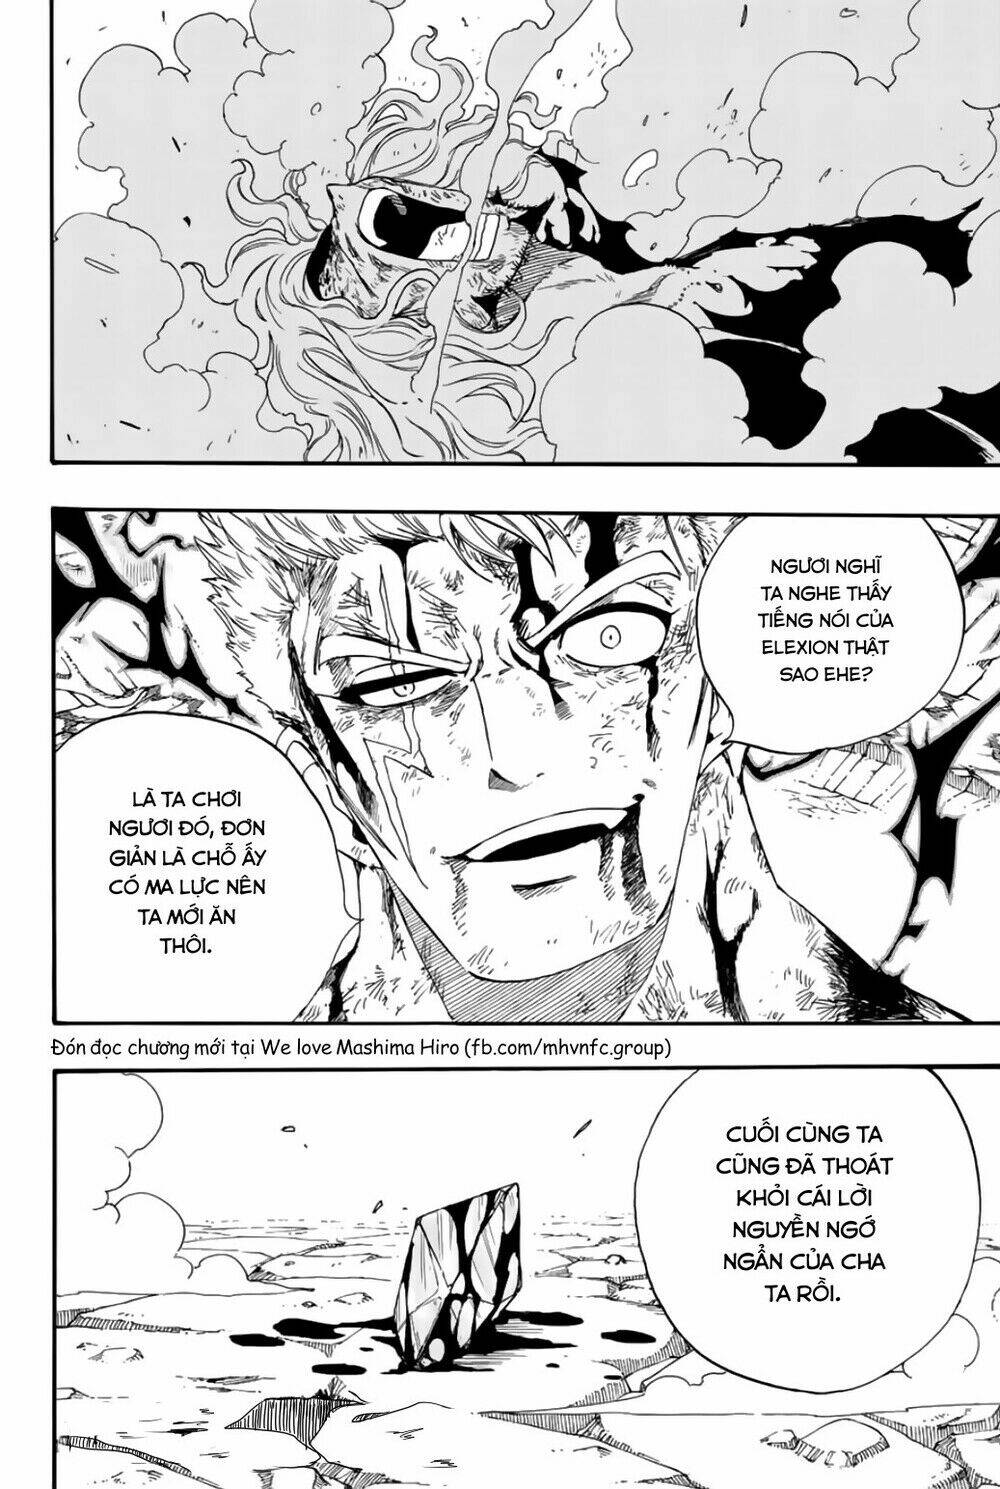 NGƯƠI NGHĨ
TA NGHE THẤY
TIẾNG NÓI CỦA
ELEXION THẬT
SAO EHE?
LÀ TA CHƠI
NGƯƠI ĐÓ, ĐƠN
GIẢN LÀ CHỖ ẤY
CÓ MA LỰC NÊN
TA MỚI ĂN
THÔI.
Đón đọc chương mới tại We love Mashima Hiro (fb.com/mhvnfc.group)
CUỐI CÙNG TA
CŨNG ĐÃ THOÁT
KHỎI CÁI LỜI
NGUYỀN NGỚ
NGẨN CỦA CHA
TA RỒI.